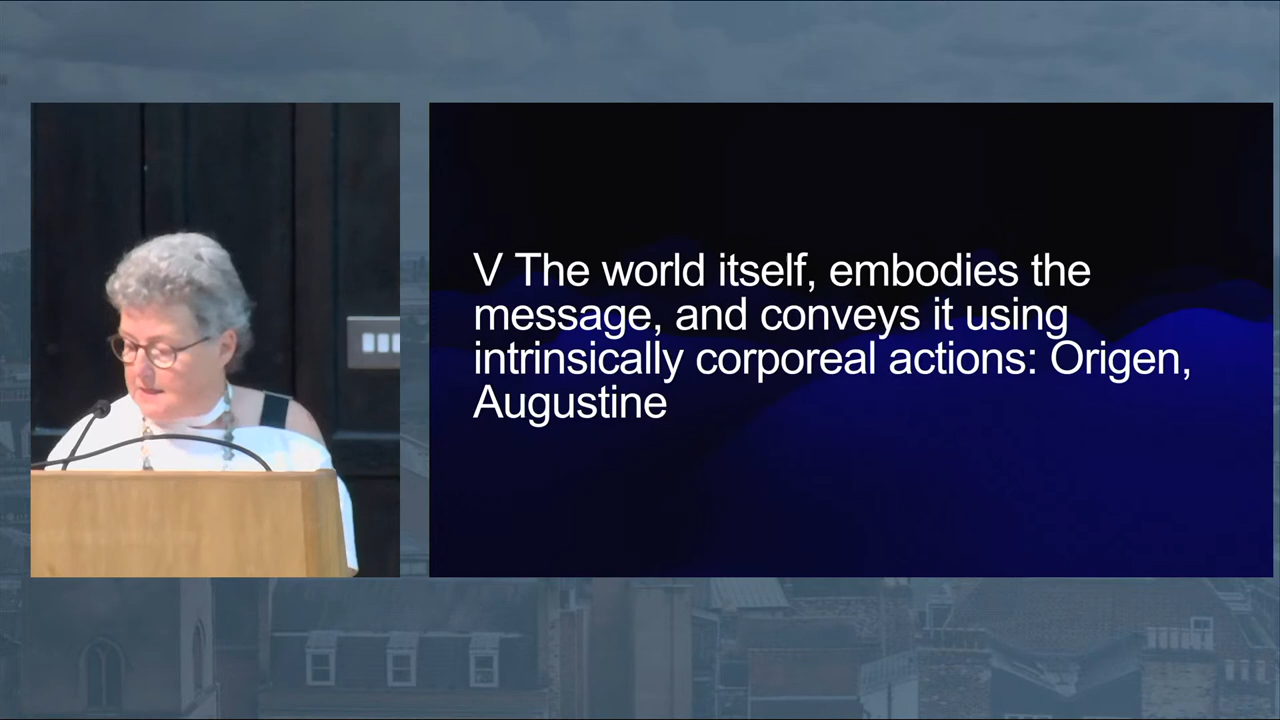 V The world itself, embodies the
message, and conveys it using
intrinsically corporeal actions: Origen,
Augustine